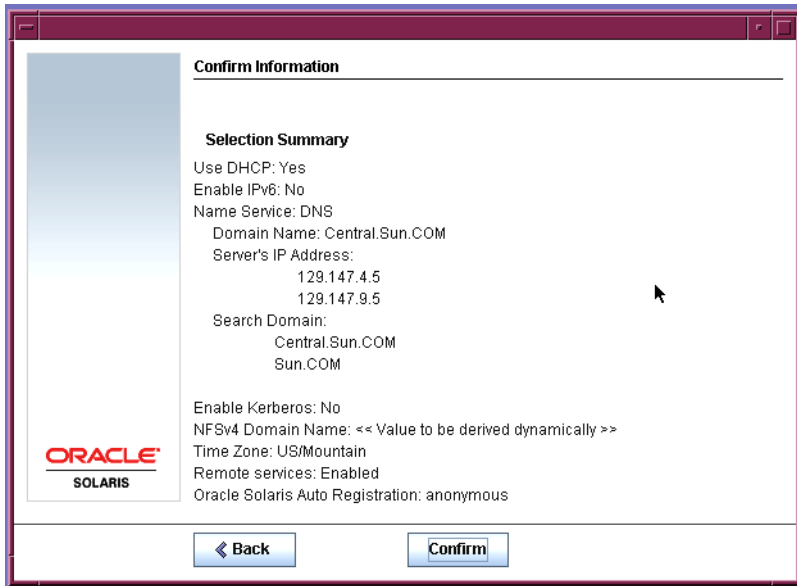 Confirm Information
Selection Summary
Use DHCP: Yes
Enable IPv6: No
Name Service: DNS
Domain Name: Central.Sun.COM
Server's IP Address:
129.147.4.5
129.147.9.5
Search Domain:
Central.Sun.COM
Sun.COM
Enable Kerberos: No
NFSv4 Domain Name: << Value to be derived dynamically >>
Time Zone: US/Mountain
Remote services: Enabled
Oracle Solaris Auto Registration: anonymous
ORACLE
SOLARIS
Back
Confirm